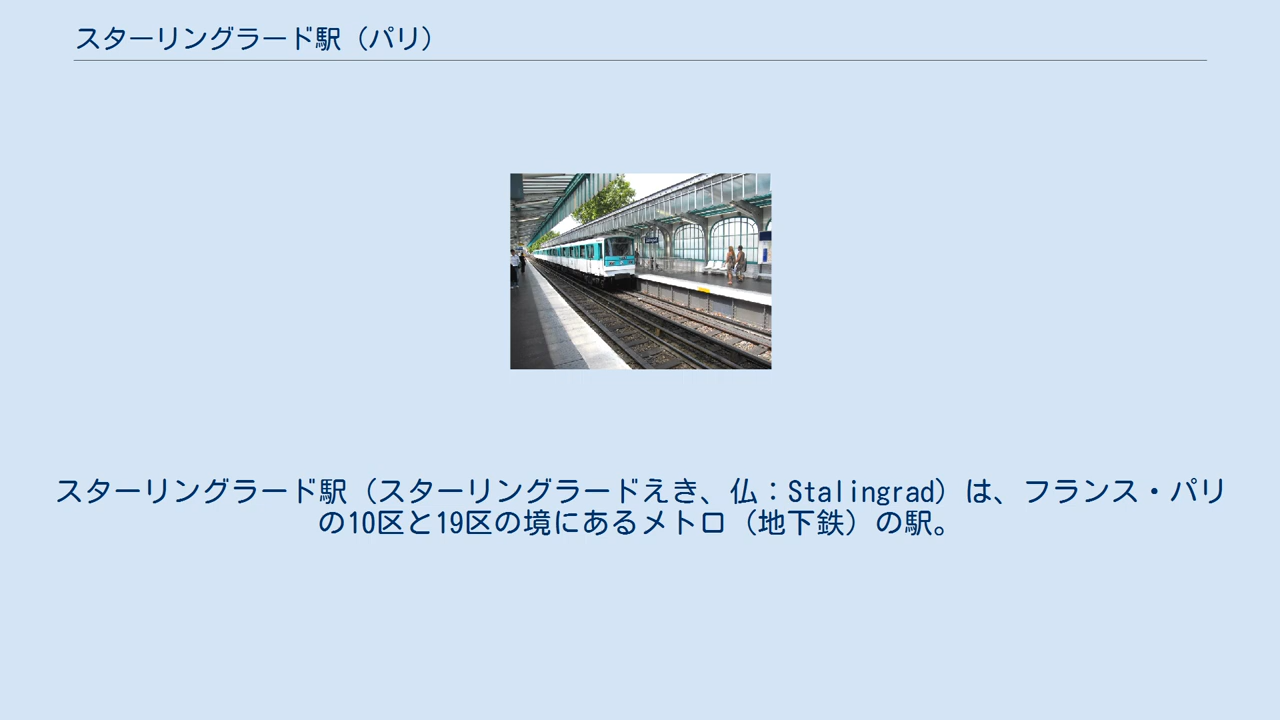 スターリングラード駅（パリ）
スターリングラード駅（スターリングラードえき、仏：Stalingrad）は、フランス・パリ
の10区と19区の境にあるメトロ（地下鉄）の駅。